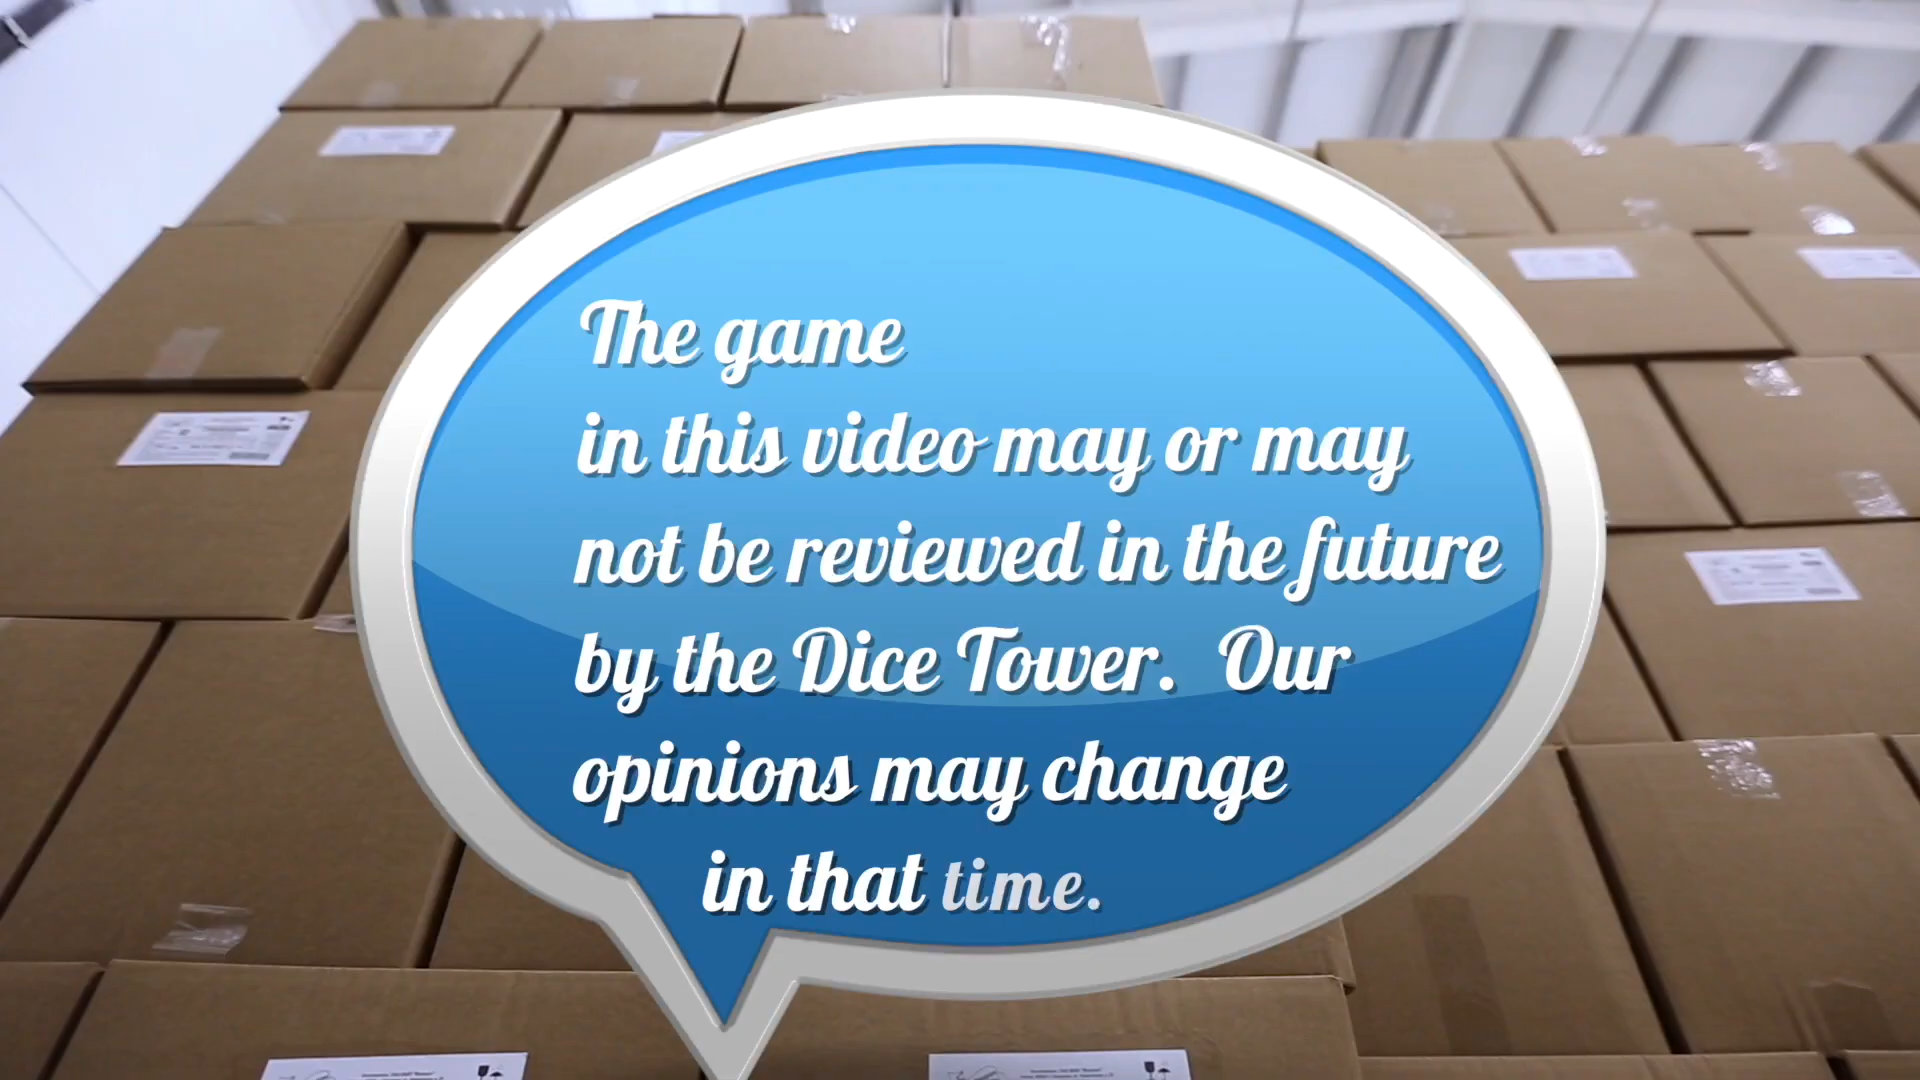 The game
in this video may or may
not be reviewed in the future
by the Dice Tower. Our
opinions may change
in that time.